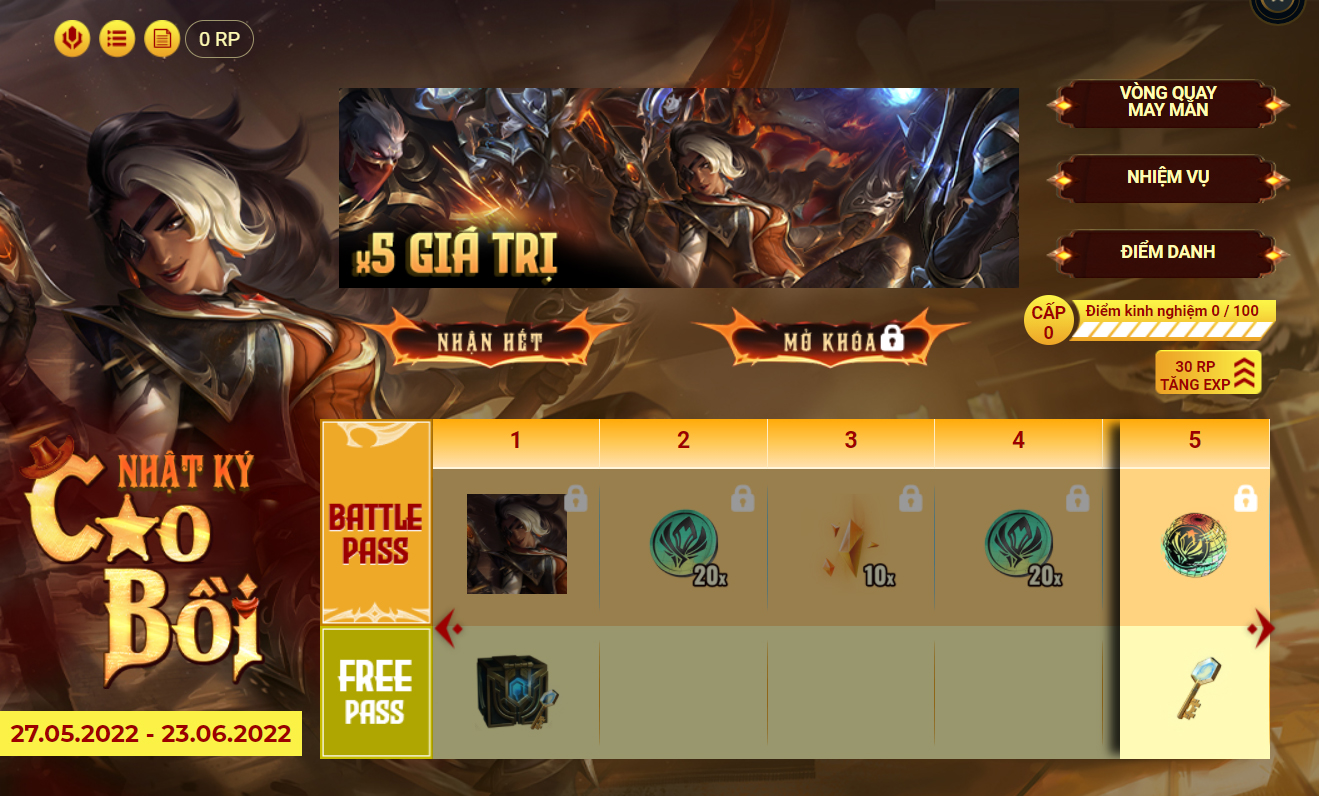 0 RP
VÒNG QUAY
MAY MẮN
NHIỆM VỤ
ĐIỂM DANH
x5 GIÁ TRỊ
NHẬN HẾT
MỞ KHÓA
CẤP
0
Điểm kinh nghiệm 0 / 100
30 RP
TĂNG EXP
NHẬT KÝ
CAO
BỒI
27.05.2022 - 23.06.2022
1
2
3
4
5
BATTLE
PASS
20x
10x
20x
FREE
PASS